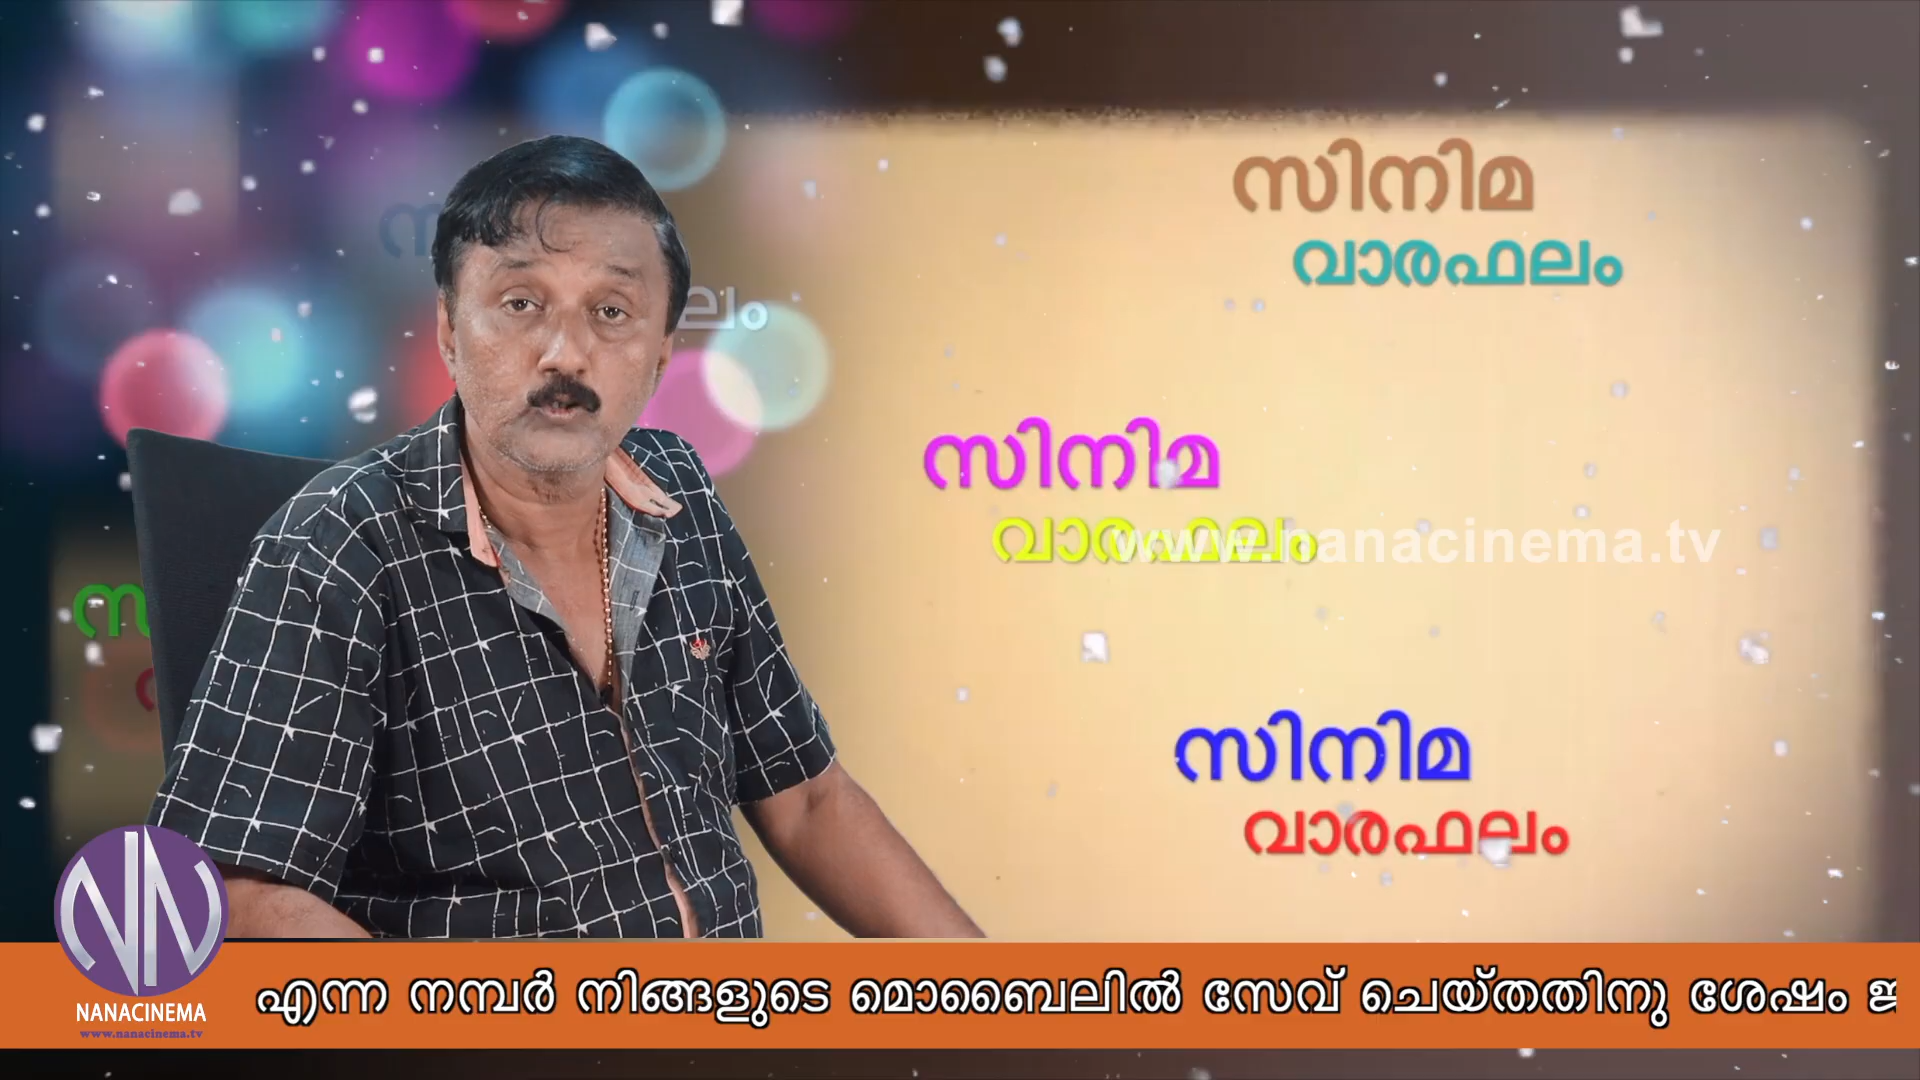 സിനിമ
വാരഫലം
ലം
സിനിമ
വാരഫലം
www.nanacinema.tv
സിനിമ
വാരഫലം
NANACINEMA
www.nanacinema.tv
എന്ന നമ്പർ നിങ്ങളുടെ മൊബൈലിൽ സേവ് ചെയ്തതിനു ശേഷം